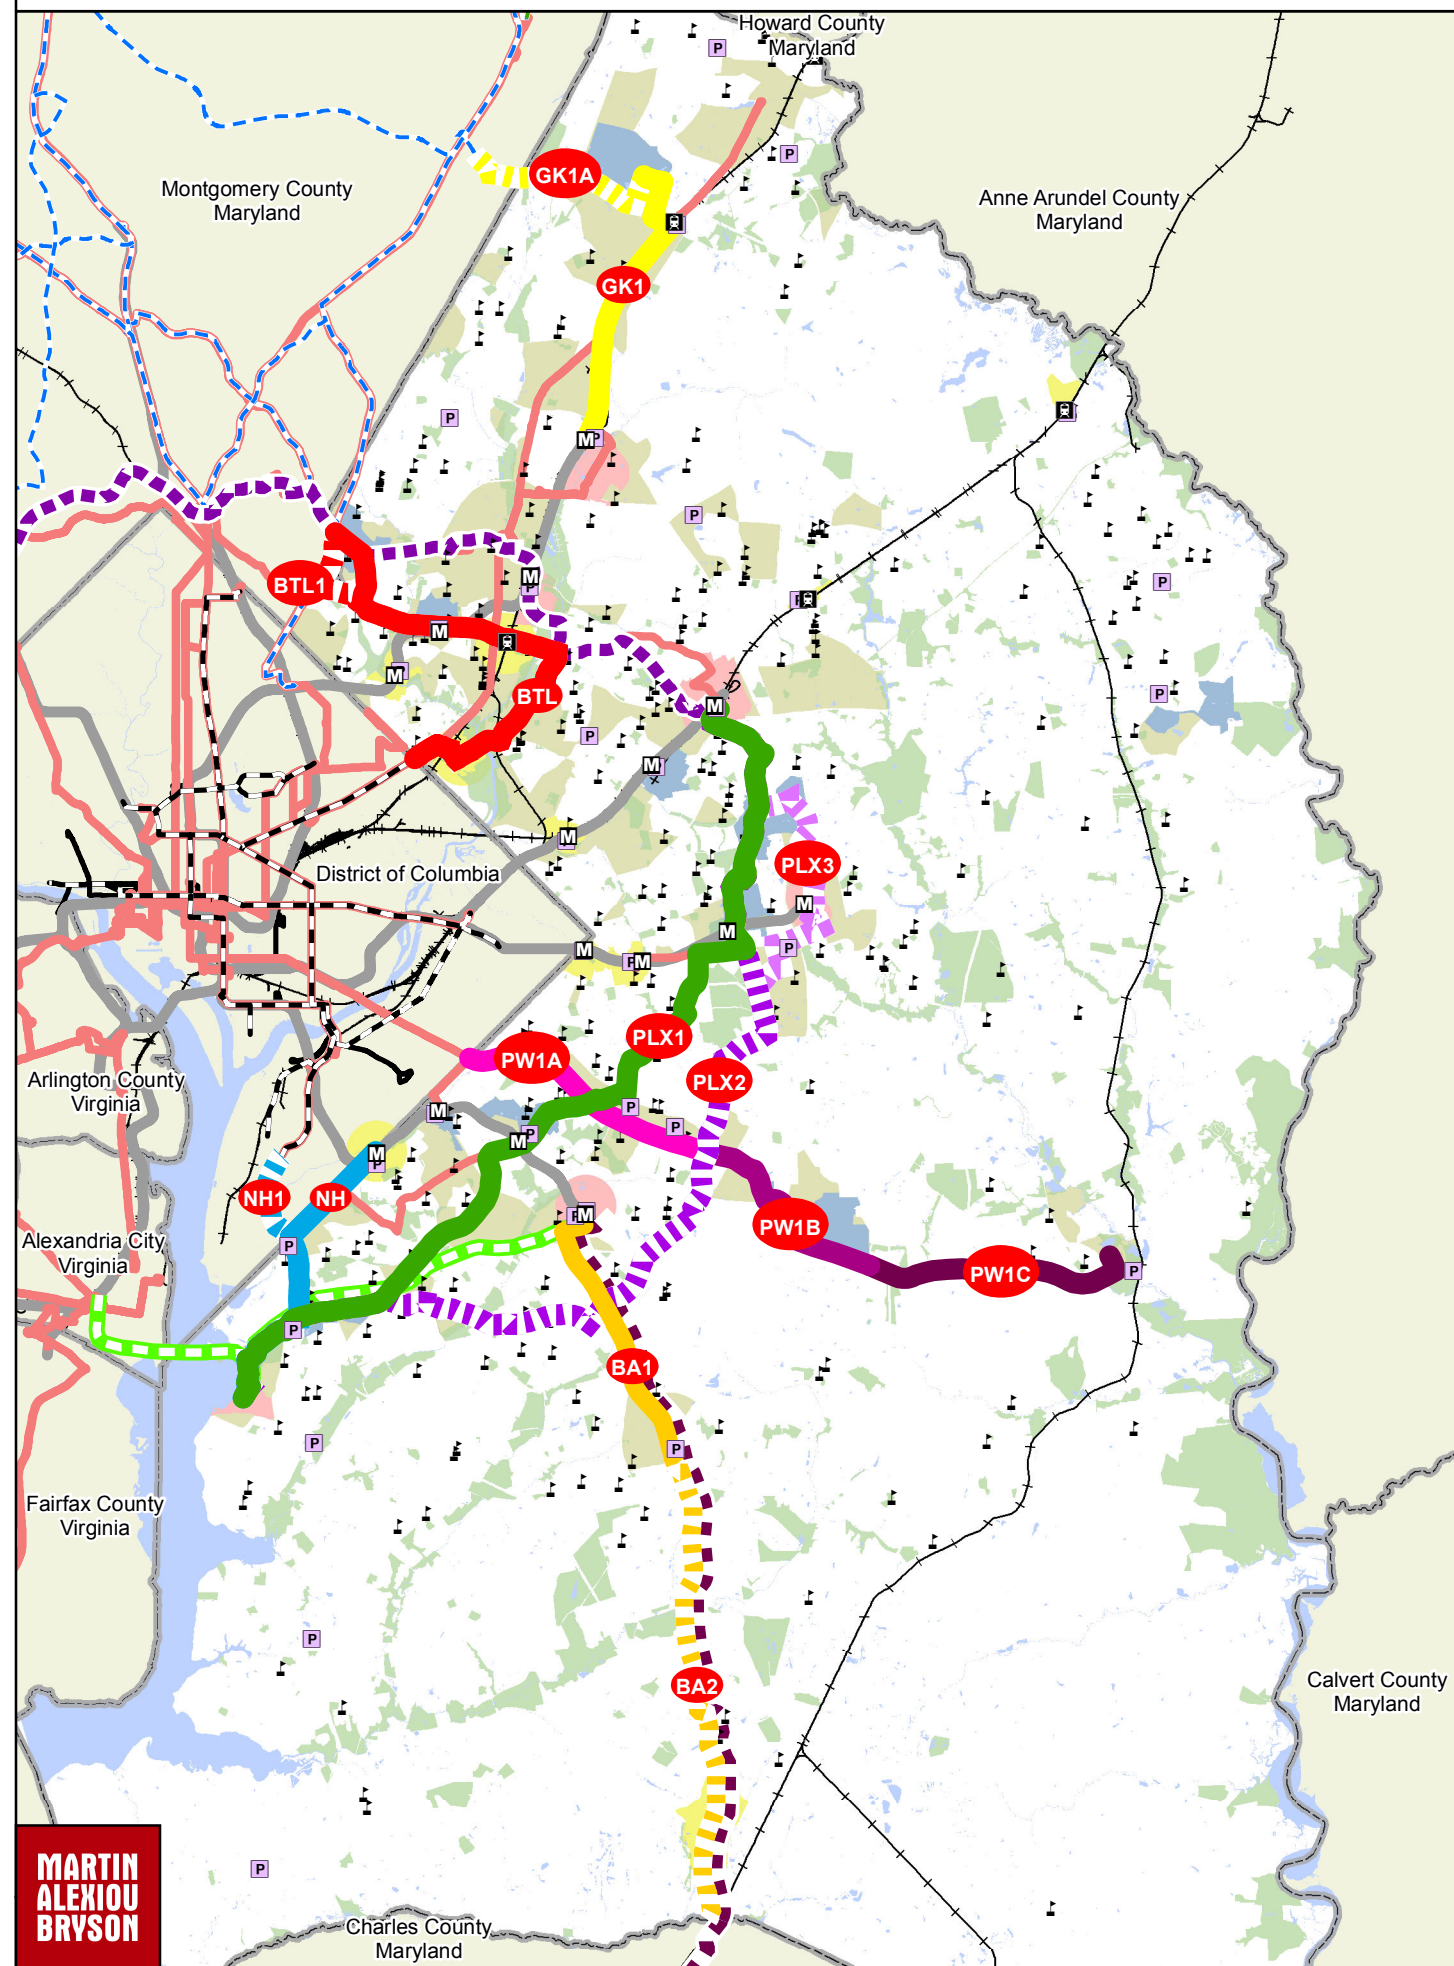 Howard County
Maryland
P
P
Montgomery County
Maryland
GK1A
Anne Arundel County
Maryland
GK1
P
M P
P
BTL1
M
P
P
P
M
M
BTL
P
M
P
M
M
District of Columbia
PLX3
M
M
M
P M
P
PLX1
PW1A
Arlington County
Virginia
PLX2
M
P
P
M P
M
P
NH1
NH
PW1B
P M
Alexandria City
Virginia
P
PW1C
P
P
BA1
P
P
Fairfax County
Virginia
P
BA2
Calvert County
Maryland
P
MARTIN
ALEXIOU
BRYSON
Charles County
Maryland